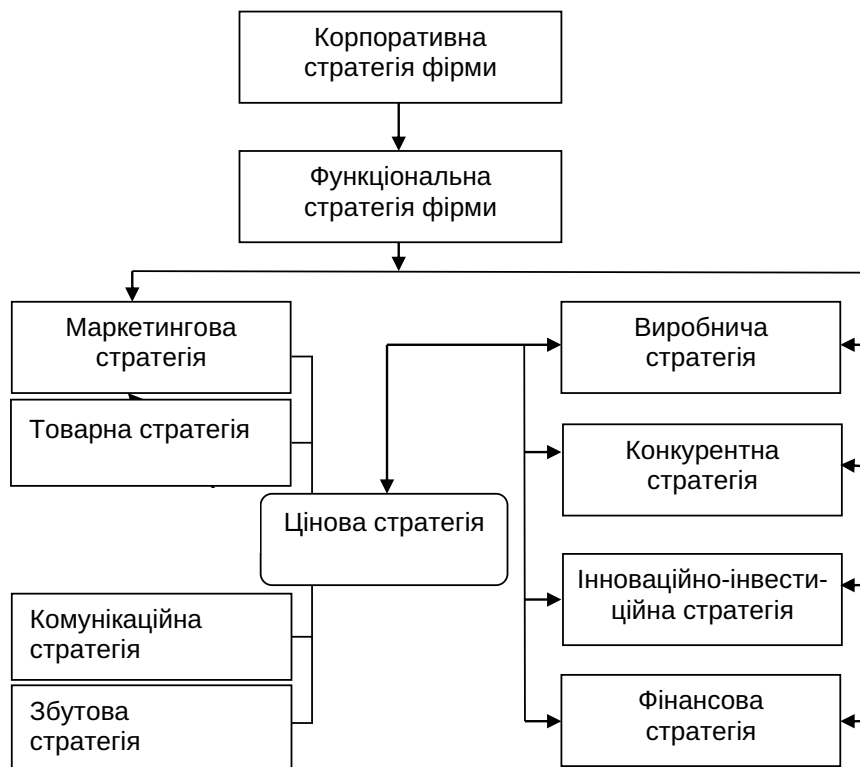 Корпоративна
стратегія фірми
Функціональна
стратегія фірми
Маркетингова
стратегія
Товарна стратегія
Цінова стратегія
Комунікаційна
стратегія
Збутова
стратегія
Виробнича
стратегія
Конкурентна
стратегія
Інноваційно-інвести-
ційна стратегія
Фінансова
стратегія